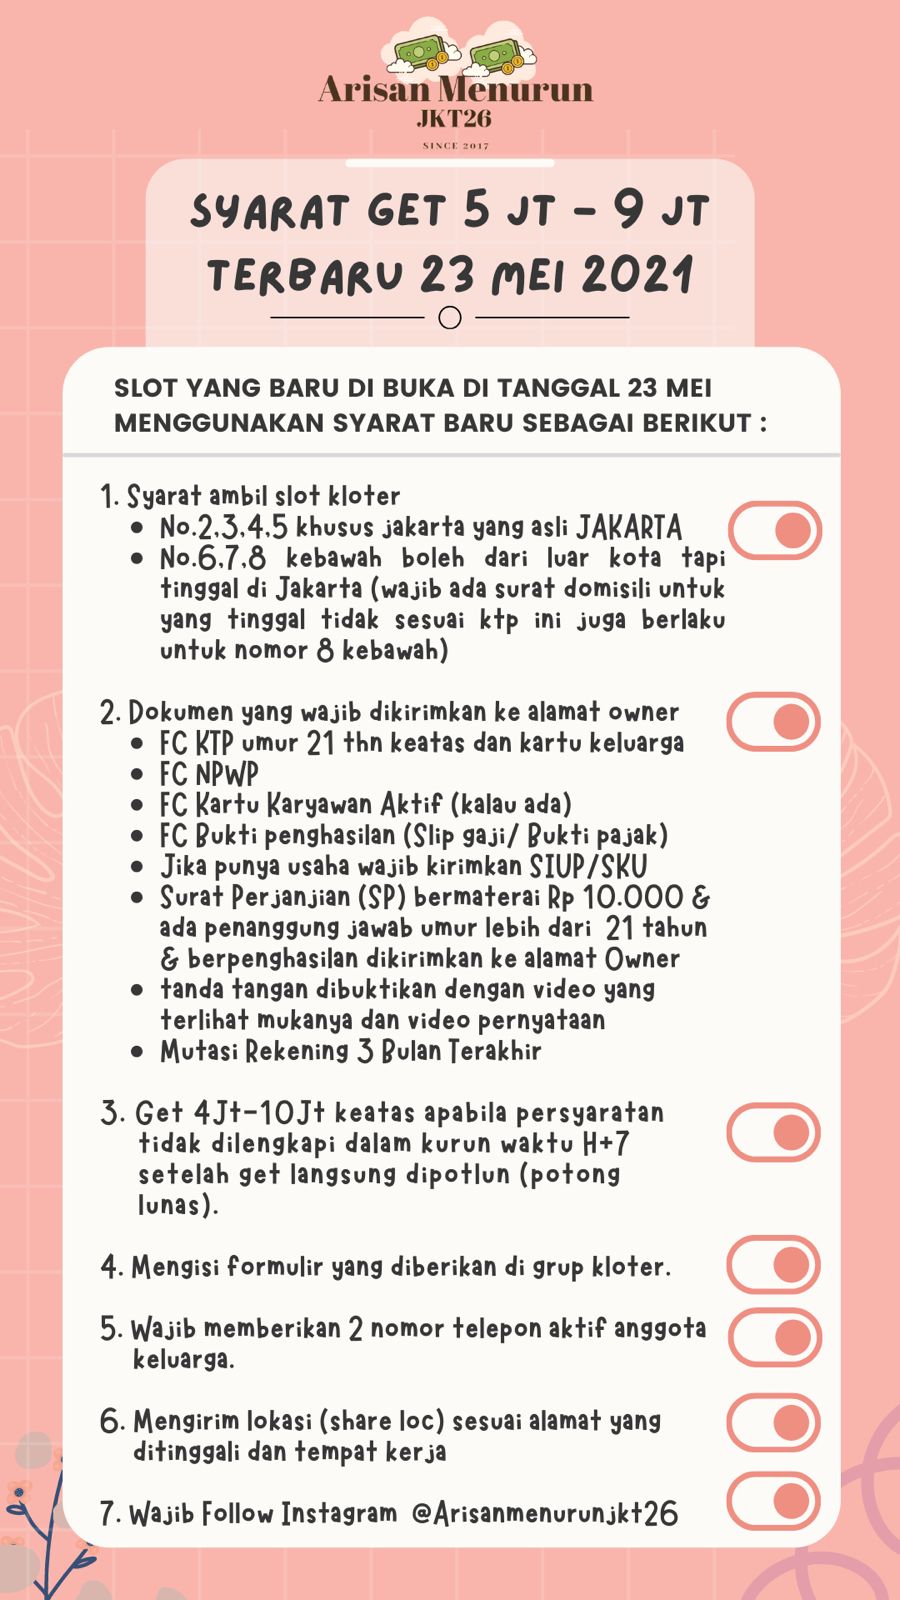 Arisan Menurun
JKT26
SINCE 2017
SYARAT GET 5 JT - 9 JT
TERBARU 23 MEI 2021
SLOT YANG BARU DI BUKA DI TANGGAL 23 MEI
MENGGUNAKAN SYARAT BARU SEBAGAI BERIKUT :
1. Syarat ambil slot kloter
• No.2,3,4,5 khusus jakarta yang asli JAKARTA
• No.6,7,8 kebawah boleh dari luar kota tapi
tinggal di Jakarta (wajib ada surat domisili untuk
yang tinggal tidak sesuai ktp ini juga berlaku
untuk nomor 8 kebawah)
2. Dokumen yang wajib dikirimkan ke alamat owner
• FC KTP umur 21 thn keatas dan kartu keluarga
• FC NPWP
• FC Kartu Karyawan Aktif (kalau ada)
• FC Bukti penghasilan (Slip gaji/ Bukti pajak)
• Jika punya usaha wajib kirimkan SIUP/SKU
• Surat Perjanjian (SP) bermaterai Rp 10.000 &
ada penanggung jawab umur lebih dari 21 tahun
& berpenghasilan dikirimkan ke alamat Owner
• tanda tangan dibuktikan dengan video yang
terlihat mukanya dan video pernyataan
• Mutasi Rekening 3 Bulan Terakhir
3. Get 4Jt-10Jt keatas apabila persyaratan
tidak dilengkapi dalam kurun waktu H+7
setelah get langsung dipotlun (potong
lunas).
4. Mengisi formulir yang diberikan di grup kloter.
5. Wajib memberikan 2 nomor telepon aktif anggota
keluarga.
6. Mengirim lokasi (share loc) sesuai alamat yang
ditinggali dan tempat kerja
7. Wajib Follow Instagram @Arisanmenurunjkt26